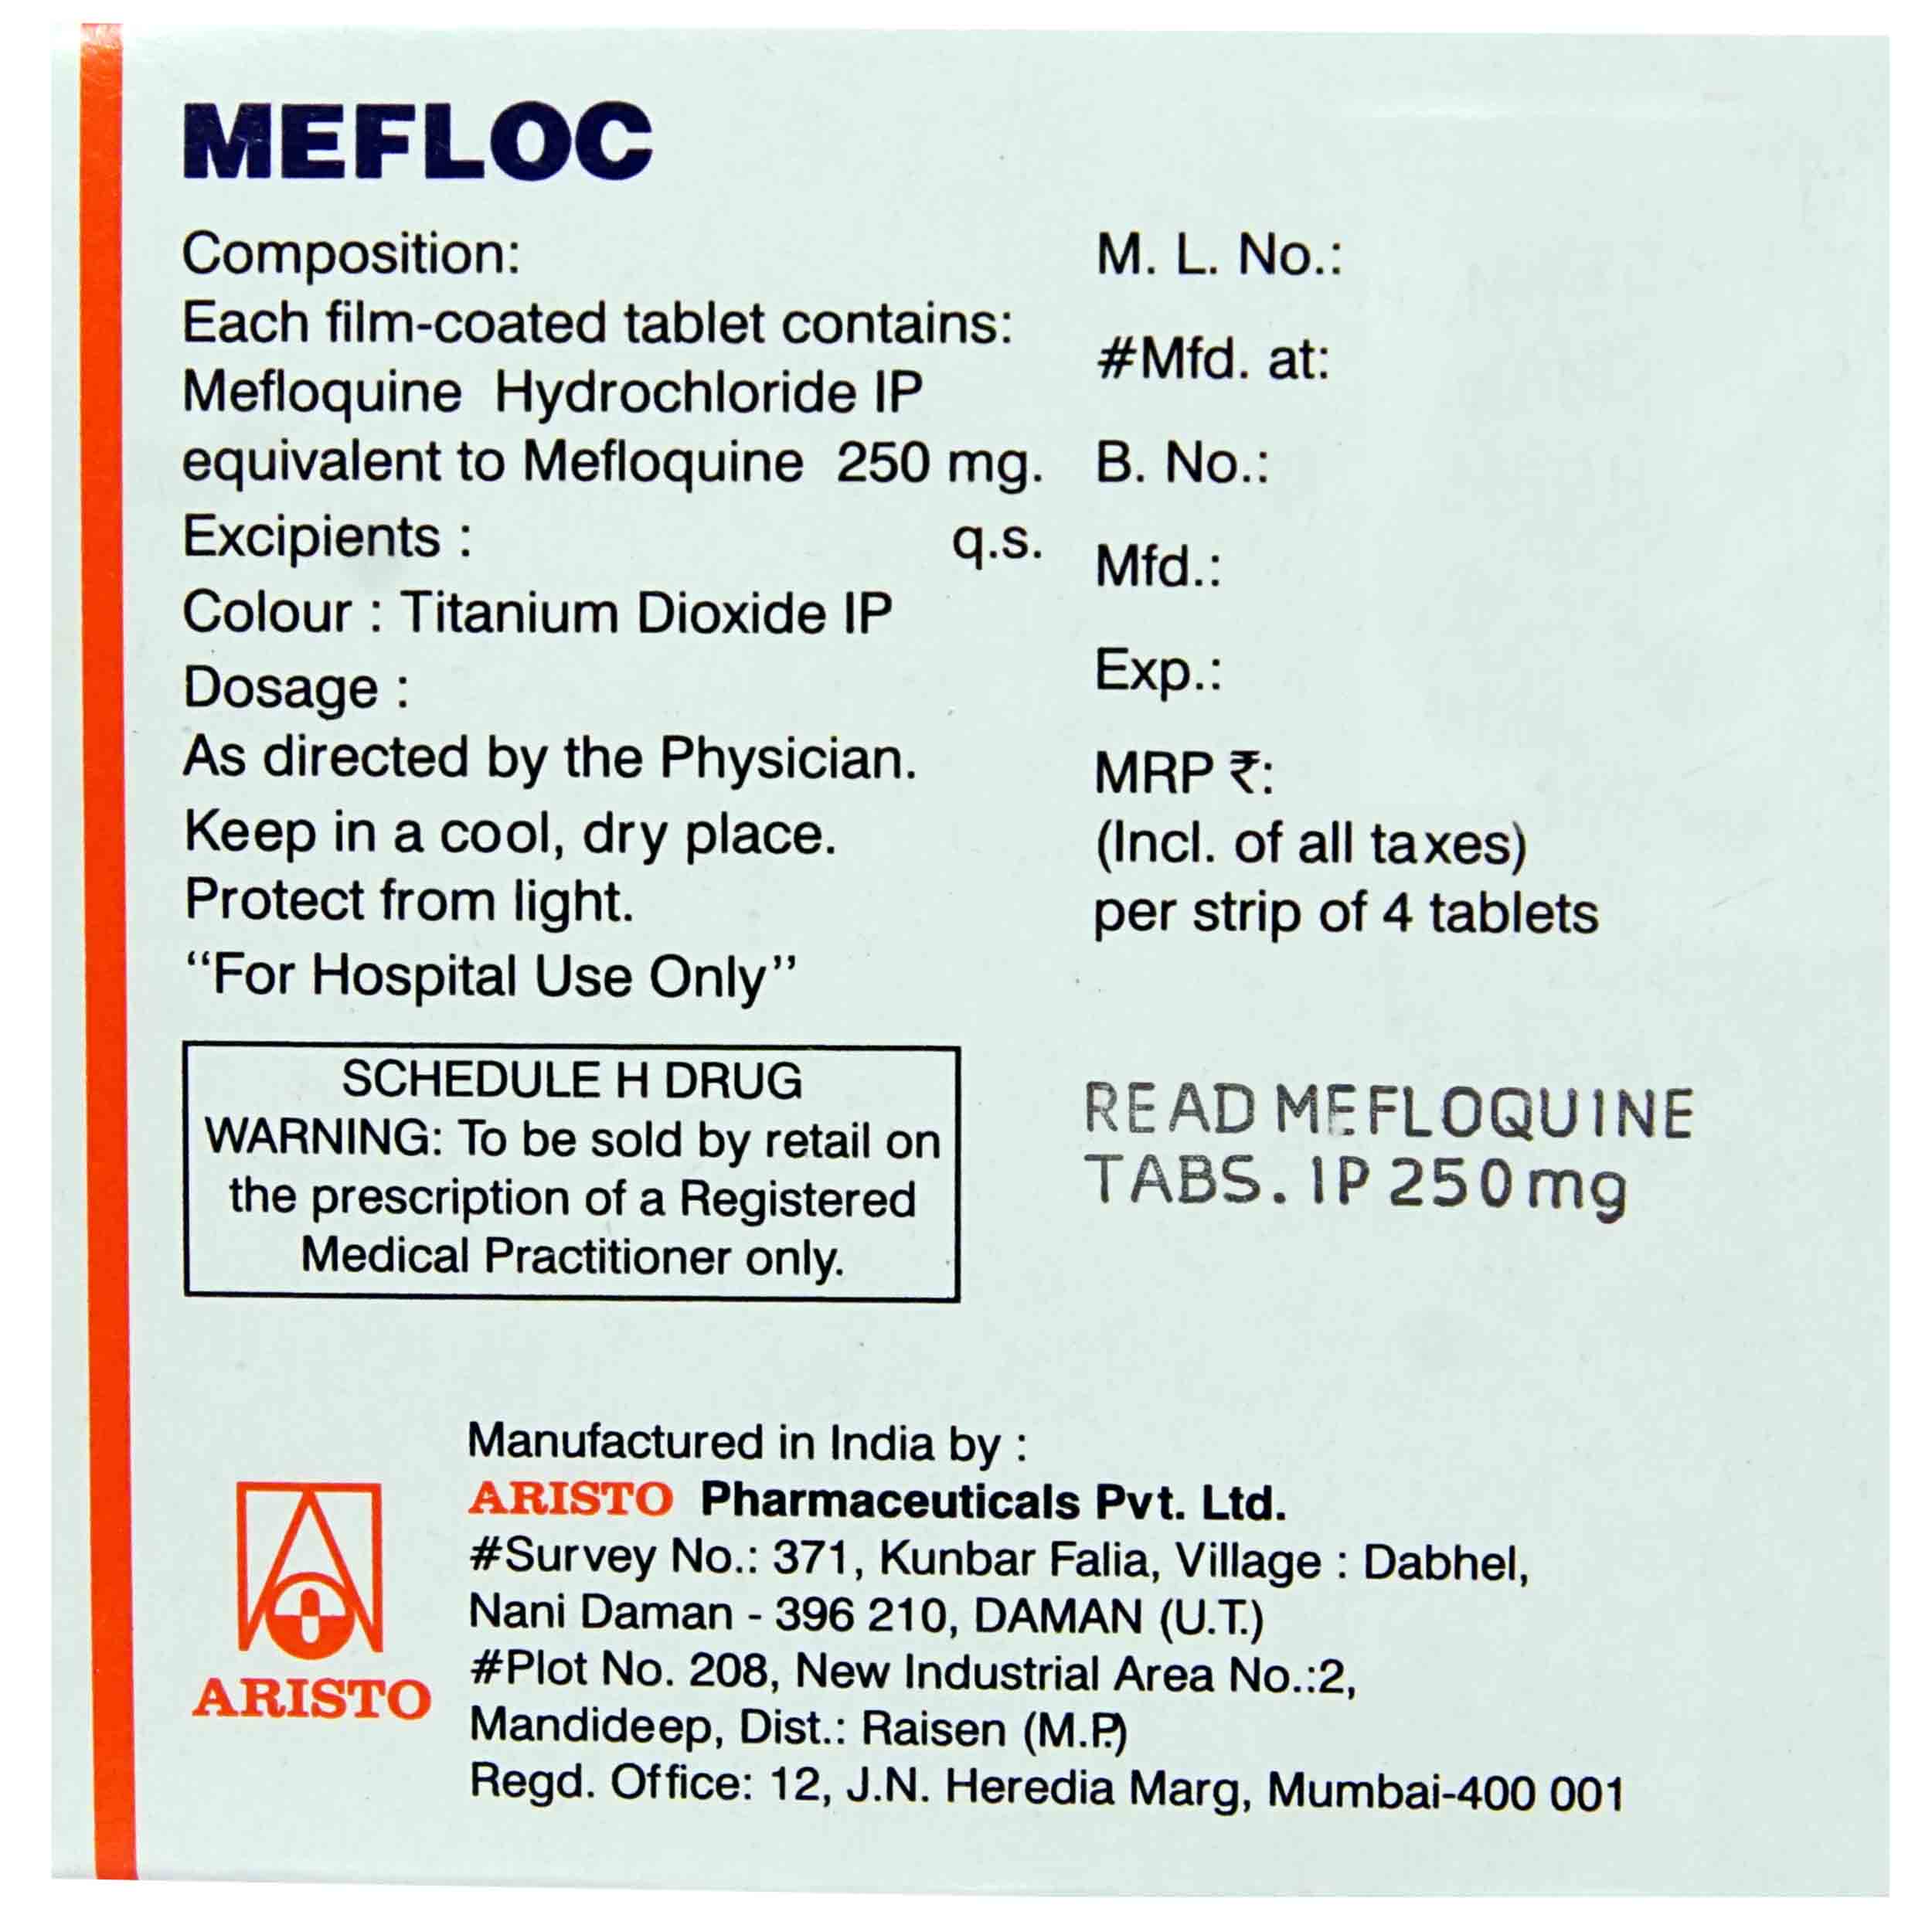 MEFLOC
Composition:
Each film-coated tablet contains:
Mefloquine Hydrochloride IP
equivalent to Mefloquine 250 mg.
Excipients : q.s.
Colour : Titanium Dioxide IP
Dosage :
As directed by the Physician.
Keep in a cool, dry place.
Protect from light.
“For Hospital Use Only”
SCHEDULE H DRUG
WARNING: To be sold by retail on
the prescription of a Registered
Medical Practitioner only.
M. L. No.:
#Mfd. at:
B. No.:
Mfd.:
Exp.:
MRP ₹:
(Incl. of all taxes)
per strip of 4 tablets
READ MEFLOQUINE
TABS. IP 250mg
ARISTO
Manufactured in India by :
ARISTO Pharmaceuticals Pvt. Ltd.
#Survey No.: 371, Kunbar Falia, Village : Dabhel,
Nani Daman - 396 210, DAMAN (U.T.)
#Plot No. 208, New Industrial Area No.:2,
Mandideep, Dist.: Raisen (M.P.)
Regd. Office: 12, J.N. Heredia Marg, Mumbai-400 001